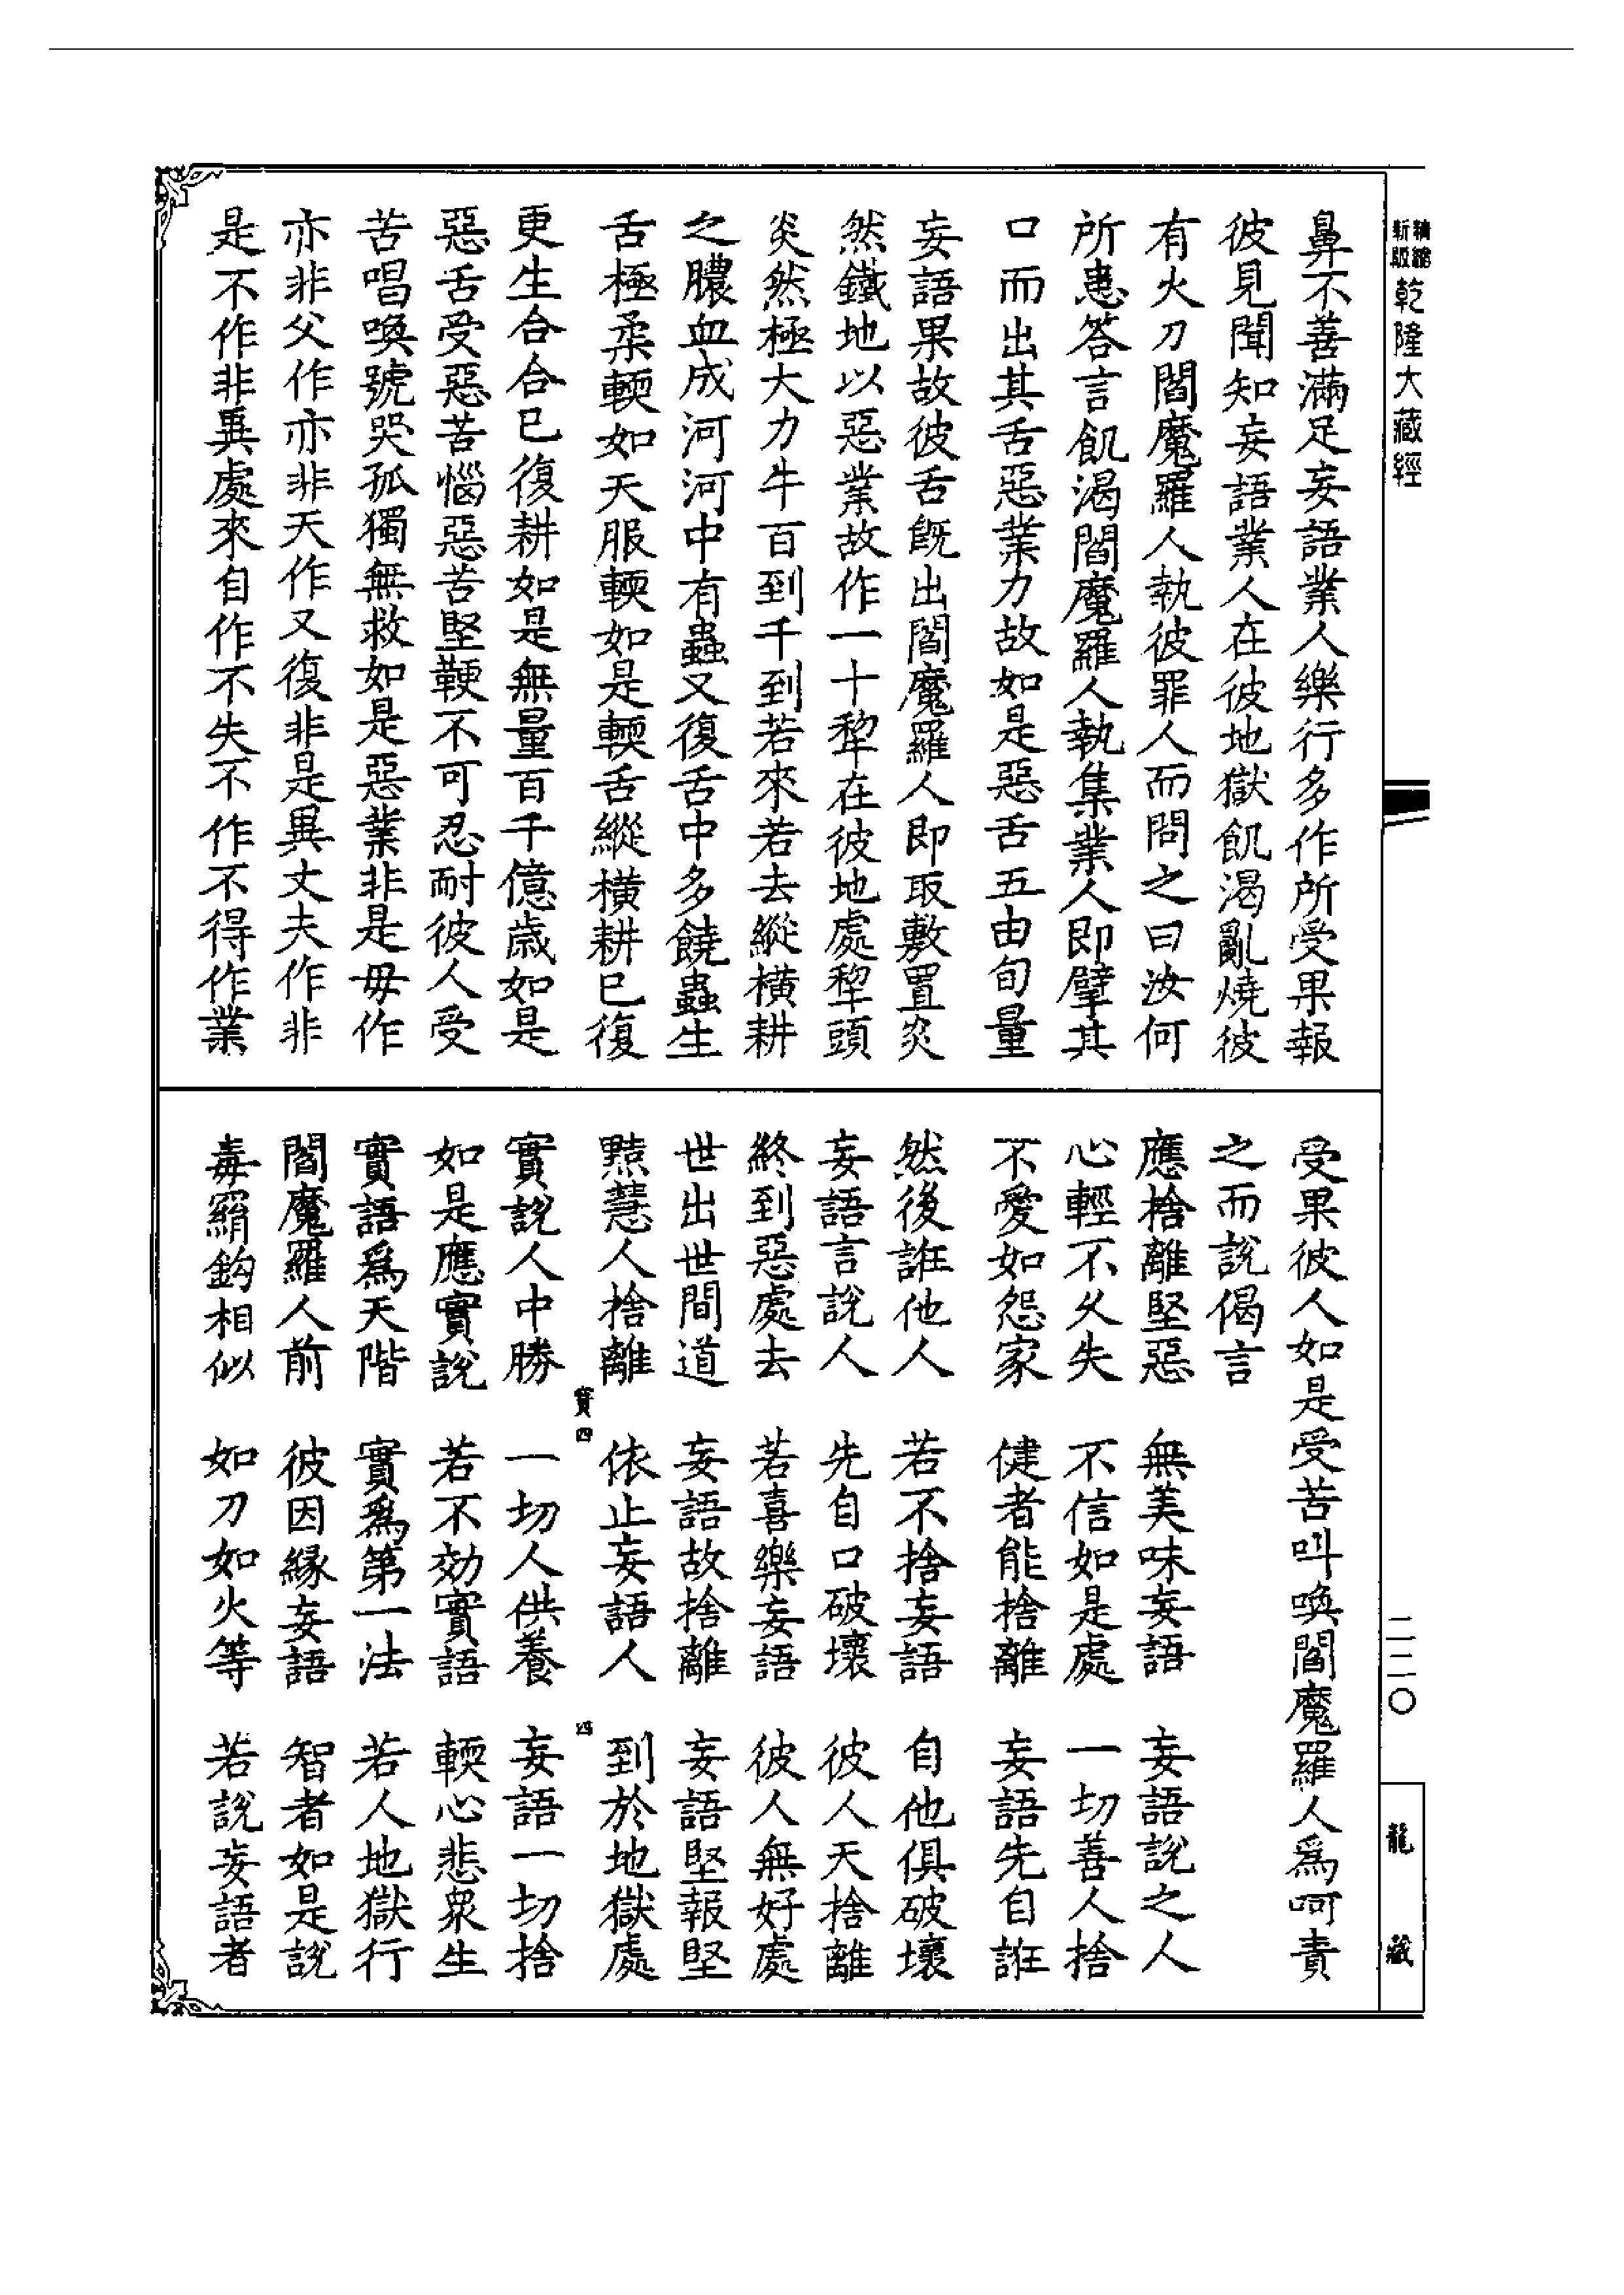 新版 精縮 乾隆大藏經
鼻不善滿足妄語業人樂行多作所受果報
彼見聞知妄語業人在彼地獄飢渴亂燒彼
有火刀閻魔羅人執彼罪人而問之曰汝何
所患答言飢渴閻魔羅人執集業人即擘其
口而出其舌惡業力故如是惡舌五由旬量
妄語果故彼舌旣出閻魔羅人即取敷置炎
然鐵地以惡業故作一十犂在彼地處犂頭
炎然極大力牛百到千到若來若去縱橫耕
之膿血成河河中有蟲又復舌中多饒蟲生
舌極柔輭如天服輭如是輭舌縱橫耕已復
更生合合已復耕如是無量百千億歲如是
惡舌受惡苦惱惡苦堅鞕不可忍耐彼人受
苦唱喚號哭孤獨無救如是惡業非是毋作
亦非父作亦非天作又復非是異丈夫作非
是不作非異處來自作不失不作不得作業
受果彼人如是受苦叫喚閻魔羅人爲呵責
之而說偈言
應捨離堅惡 無美味妄語 妄語說之人
心輕不久失 不信如是處 一切善人捨
不愛如怨家 健者能捨離 妄語先自誑
然後誑他人 若不捨妄語 自他俱破壞
妄語言說人 先自口破壞 彼人天捨離
終到惡處去 若喜樂妄語 彼人無好處
世出世間道 妄語故捨離 妄語堅報堅
黠慧人捨離 依止妄語人 到於地獄處
寶四 四
實說人中勝 一切人供養 妄語一切捨
如是應實說 若不効實語 輭心悲衆生
實語爲天階 實爲第一法 若人地獄行
閻魔羅人前 彼因緣妄語 智者如是說
毒羂鈎相似 如刀如火等 若說妄語者
二二〇
龍藏